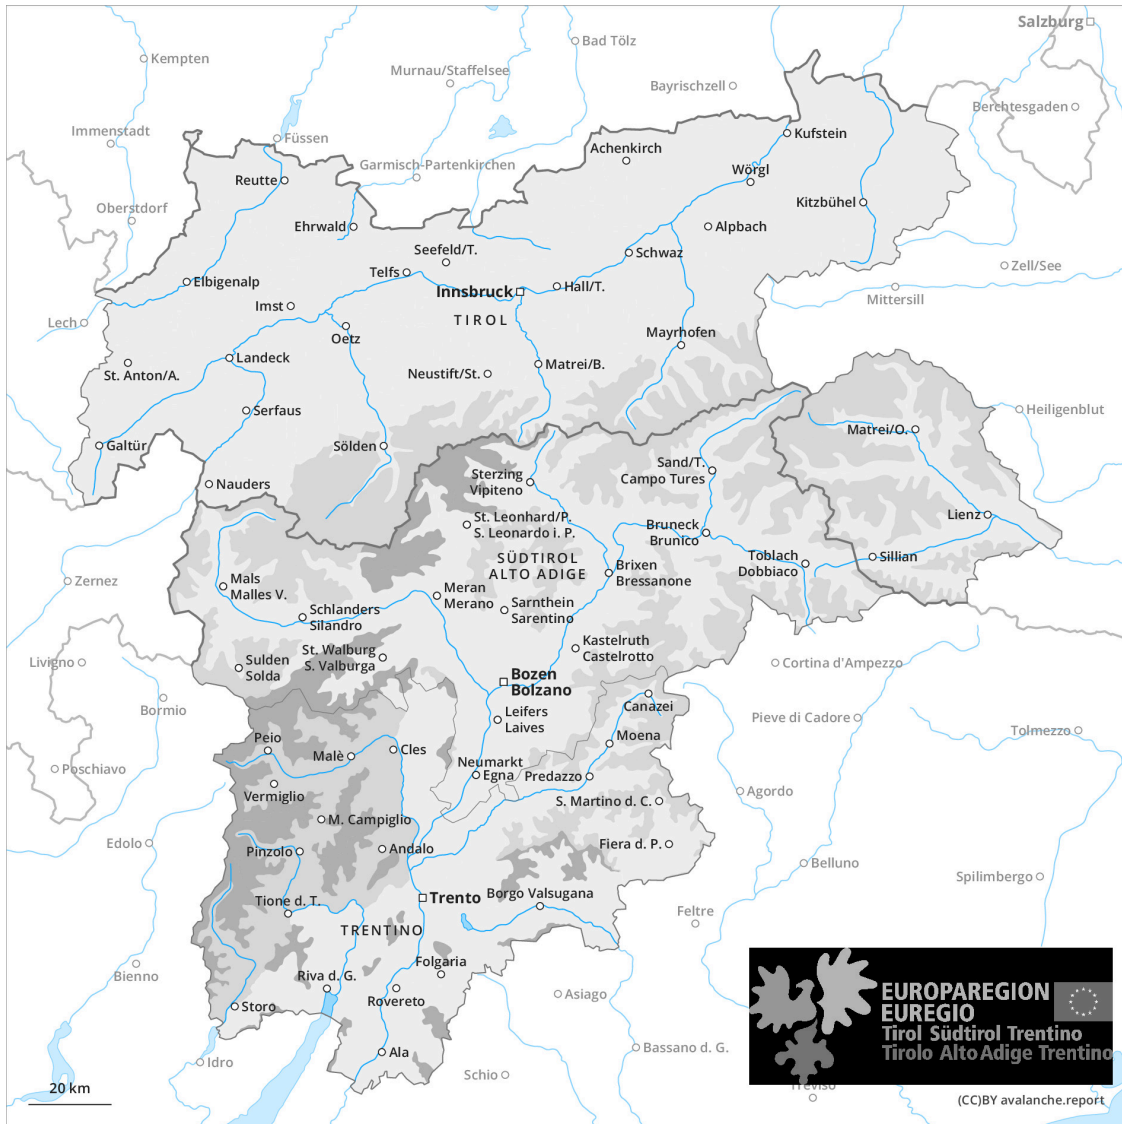 Salzburg
Bad Tölz
Kempten
Murnau/Staffelsee
Bayrischzell
Berchtesgaden
Immenstadt
Füssen
Kufstein
Achenkirch
Garmisch-Partenkirchen
Wörgl
Reutte
Kitzbühel
Oberstdorf
Ehrwald
Alpbach
Seefeld/T.
Schwaz
Zell/See
Telfs
Elbigenalp
Hall/T.
Innsbruck
Mittersill
Imst
TIROL
Lech
Oetz
Mayrhofen
Landeck
Matrei/B.
St. Anton/A.
Neustift/St.
Serfaus
Heiligenblut
Matrei/O.
Galtür
Sölden
Sand/T.
Campo Tures
Sterzing
Vipiteno
Nauders
St. Leonhard/P.
S. Leonardo i. P.
Lienz
Bruneck
Brunico
SÜDTIROL
ALTO ADIGE
Toblach
Dobbiaco
Sillian
Brixen
Bressanone
Zernez
Mals
Malles V.
Meran
Merano
Sarnthein
Sarentino
Schlanders
Silandro
Kastelruth
Castelrotto
St. Walburg
S. Valburga
Livigno
Sulden
Solda
Cortina d'Ampezzo
Bozen
Bolzano
Canazei
Bormio
Leifers
Laives
Pieve di Cadore
Tolmezzo
Peio
Moena
Malè
Cles
Neumarkt
Egna
Predazzo
Poschiavo
Vermiglio
Agordo
S. Martino d. C.
M. Campiglio
Edolo
Pinzolo
Andalo
Fiera d. P.
Belluno
Spilimbergo
Borgo Valsugana
Trento
Tione d. T.
Feltre
TRENTINO
Folgaria
Bienno
Riva d. G.
Rovereto
Asiago
Storo
EUROPAREGION
EUREGIO
Tirol Südtirol Trentino
Tirolo Alto Adige Trentino
Ala
Bassano d. G.
Idro
Schio
Treviso
20 km
(CC)BY avalanche.report